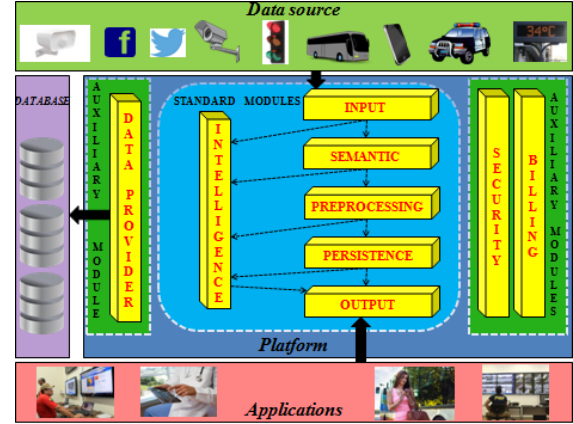 Data source
f
34°C
DATABASE
AUXILIARY MODULE
DATA PROVIDER
STANDARD MODULES
INTELLIGENCE
INPUT
SEMANTIC
PREPROCESSING
PERSISTENCE
OUTPUT
SECURITY
BILLING
AUXILIARY MODULES
Platform
Applications